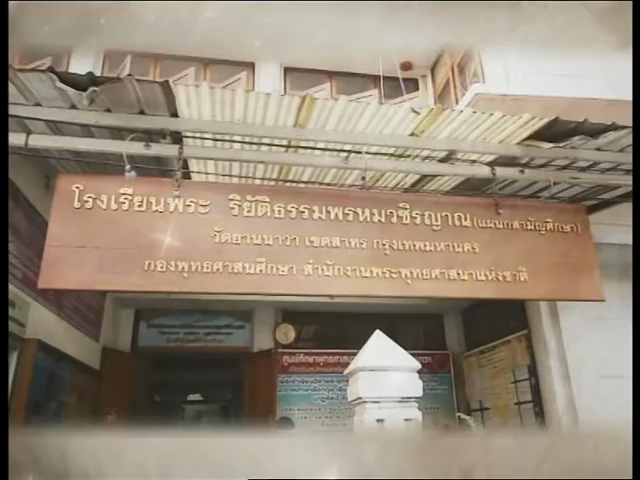 โรงเรียนพระ ริยัติธรรมพรหมวชิรญาณ (แผนกสามัญศึกษา)
วัดยานนาวา เขตสาทร กรุงเทพมหานคร
กองพุทธศาสนศึกษา สำนักงานพระพุทธศาสนาแห่งชาติ